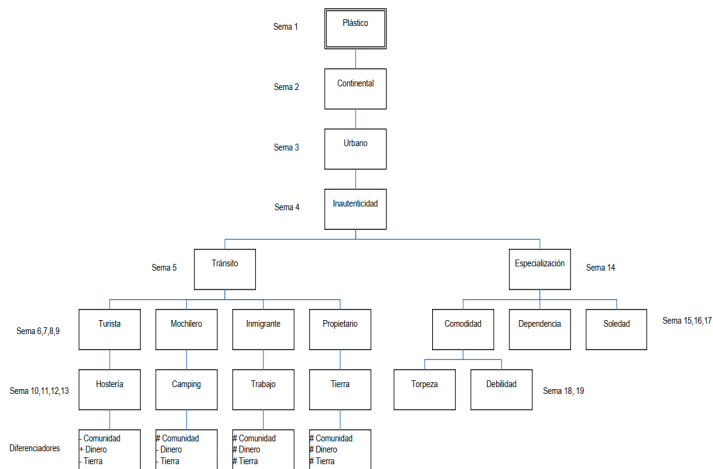 Sema 1
Plástico
Sema 2
Continental
Sema 3
Urbano
Sema 4
Inautenticidad
Sema 5
Tránsito
Especialización
Sema 14
Sema 6,7,8,9
Turista
Mochilero
Inmigrante
Propietario
Comodidad
Dependencia
Soledad
Sema 15,16,17
Sema 10,11,12,13
Hostería
Camping
Trabajo
Tierra
Torpeza
Debilidad
Sema 18, 19
Diferenciadores
- Comunidad
+ Dinero
- Tierra
# Comunidad
- Dinero
- Tierra
# Comunidad
# Dinero
# Tierra
# Comunidad
# Dinero
# Tierra